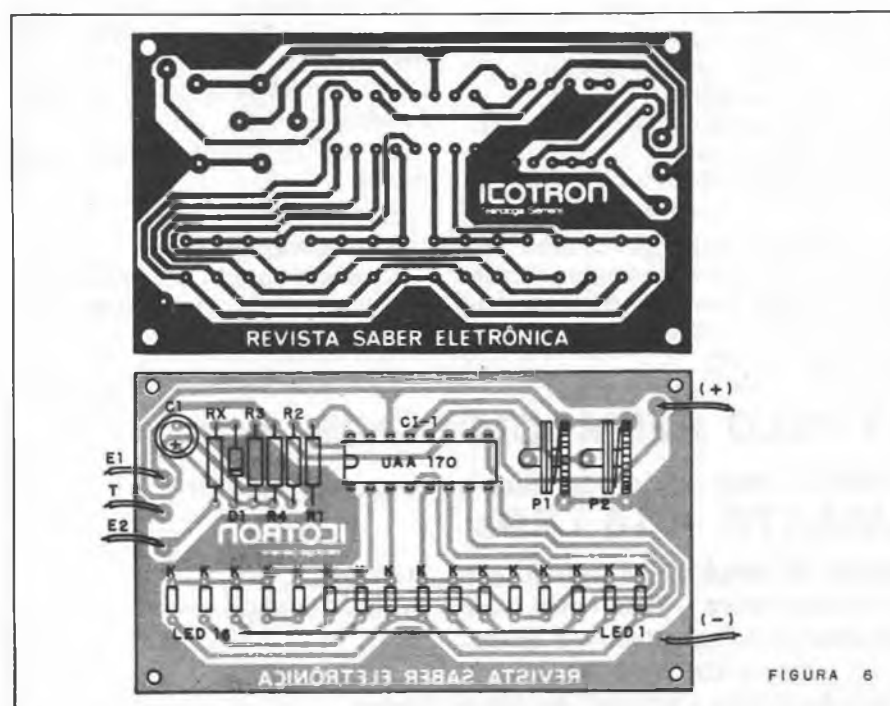 ICOTRON
REVISTA SABER ELETRÔNICA
C1
RX R3 R2
CI-1
(+)
UAA 170
E1
T
E2
D1 R4 R1
P1 P2
ICOTRON
K K K K K K K K K K K K K K K K
LED 16 LED 1
(-)
REVISTA SABER ELETRÔNICA
FIGURA 6